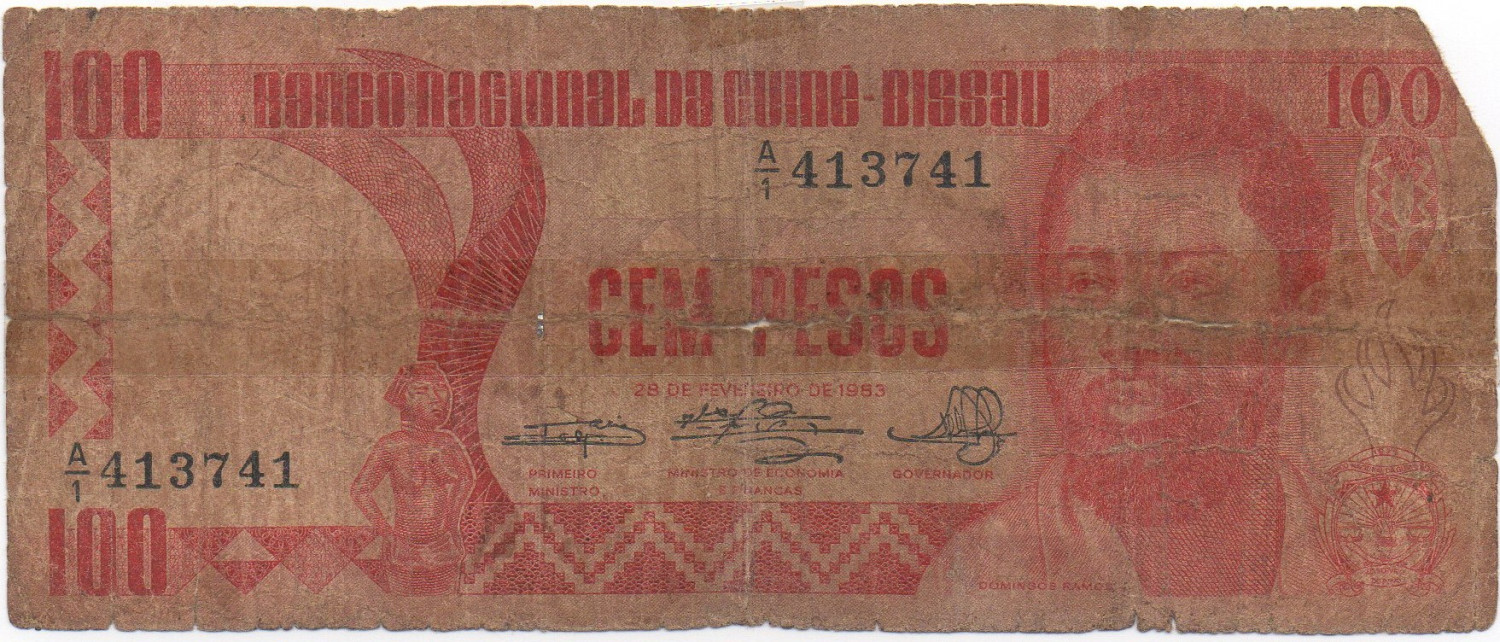 100 BANCO NACIONAL DA GUINÉ-BISSAU 100
A/1 413741
CEM PESOS
28 DE FEVEREIRO DE 1983
PRIMEIRO MINISTRO,
MINISTRO DE ECONOMIA E FINANCAS
GOVERNADOR
A/1 413741
100
DOMINGOS RAMOS